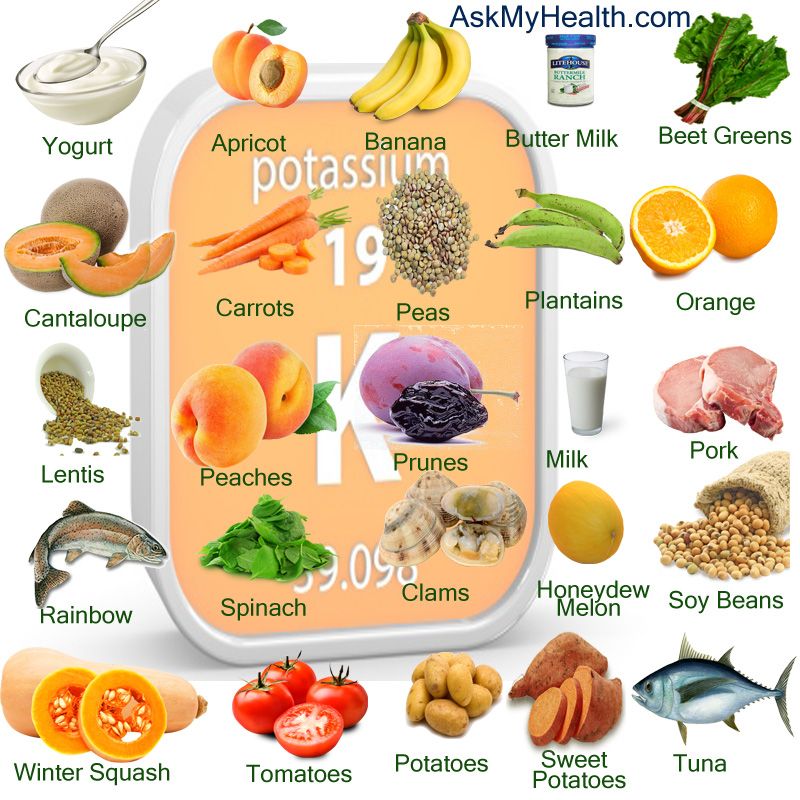 AskMyHealth.com
LITEHOUSE
BUTTERMILK
RANCH
Yogurt
Apricot
Banana
Butter Milk
Beet Greens
potassium
19
Cantaloupe
Carrots
Peas
Plantains
Orange
K
Lentis
Peaches
Prunes
Milk
Pork
39.098
Rainbow
Spinach
Clams
Honeydew
Melon
Soy Beans
Winter Squash
Tomatoes
Potatoes
Sweet
Potatoes
Tuna